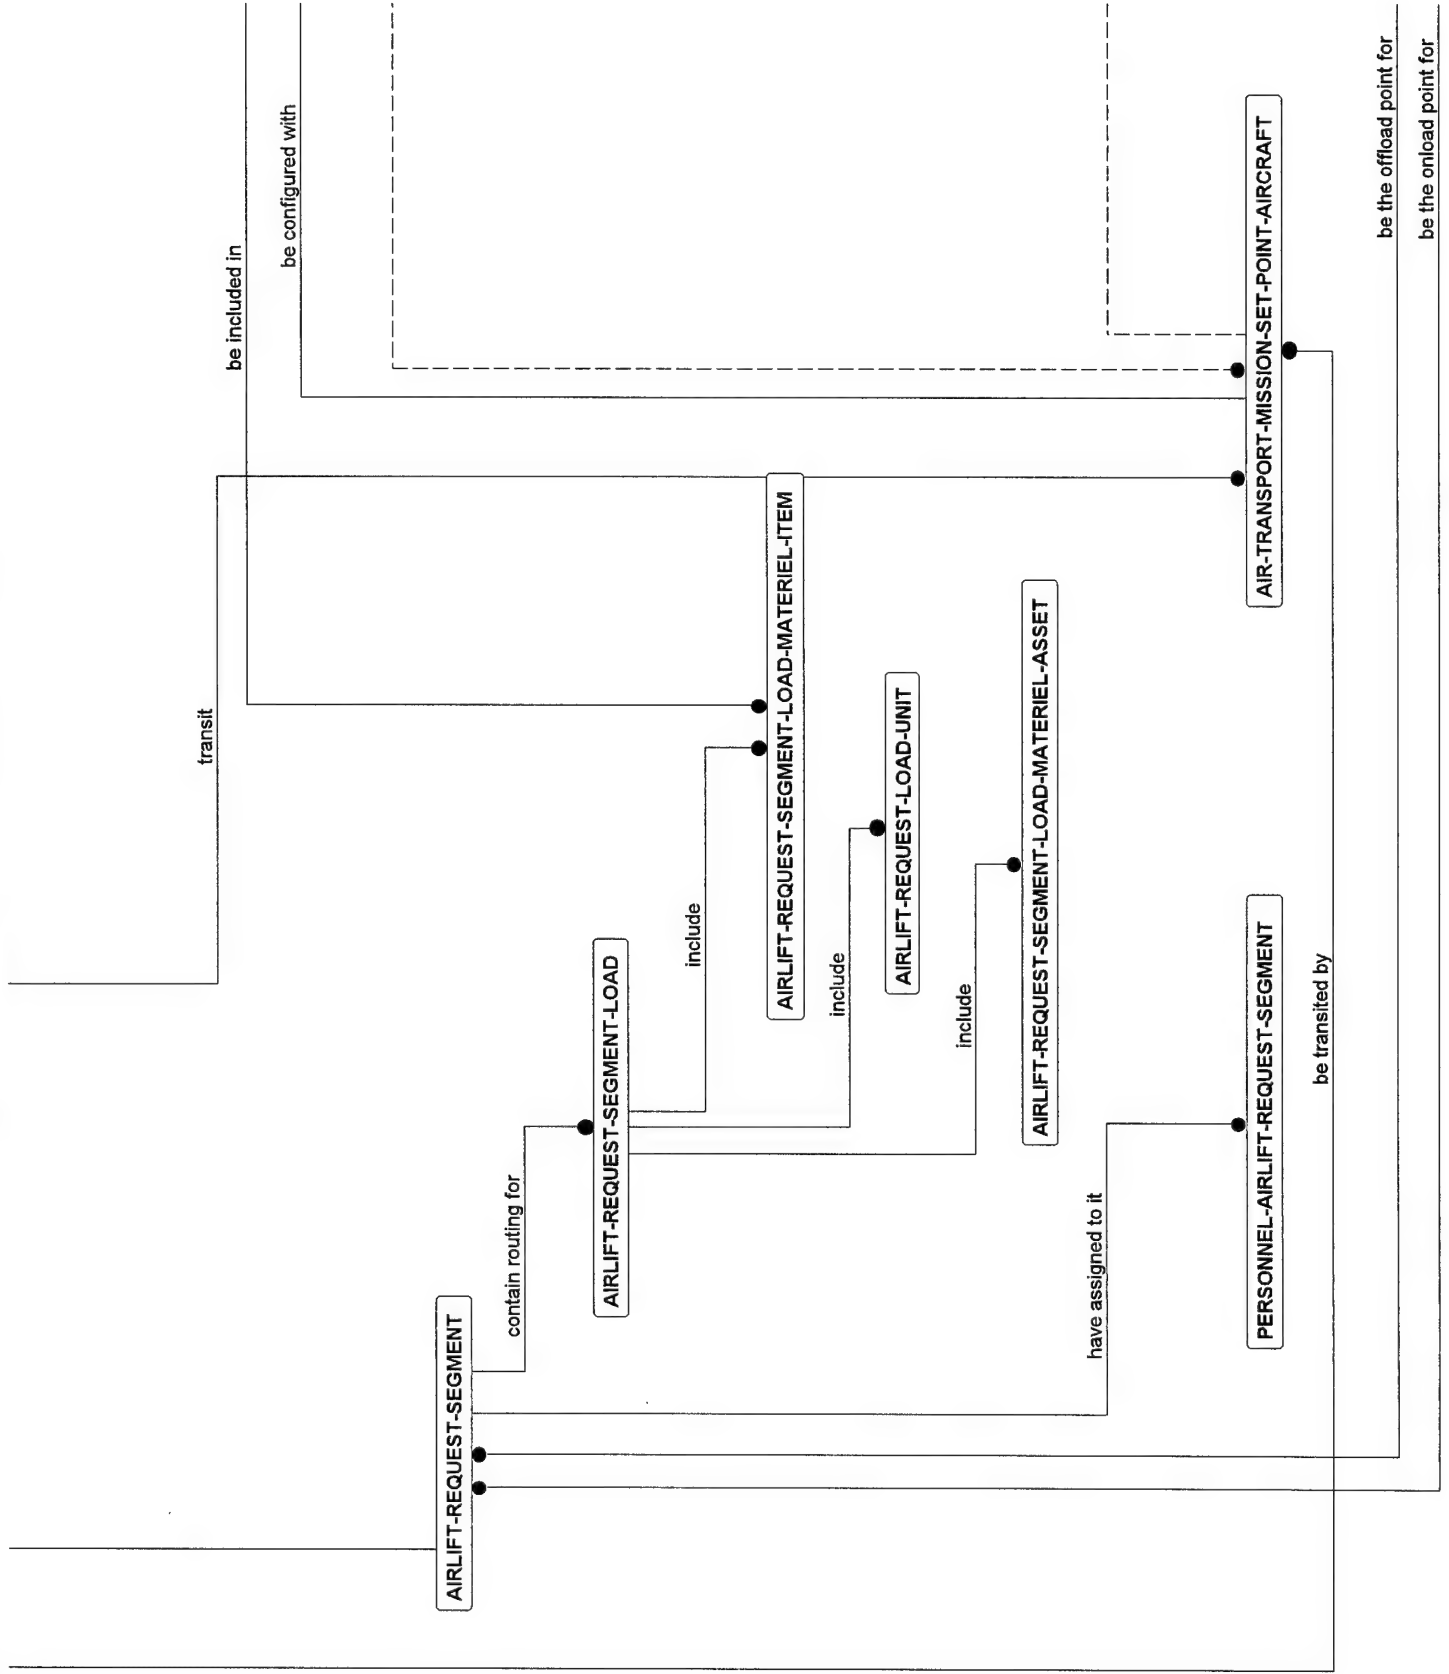 transit
be included in
be configured with
AIRLIFT-REQUEST-SEGMENT
contain routing for
AIRLIFT-REQUEST-SEGMENT-LOAD
include
AIRLIFT-REQUEST-SEGMENT-LOAD-MATERIEL-ITEM
include
AIRLIFT-REQUEST-LOAD-UNIT
include
AIRLIFT-REQUEST-SEGMENT-LOAD-MATERIEL-ASSET
have assigned to it
PERSONNEL-AIRLIFT-REQUEST-SEGMENT
AIR-TRANSPORT-MISSION-SET-POINT-AIRCRAFT
be transited by
be the offload point for
be the onload point for